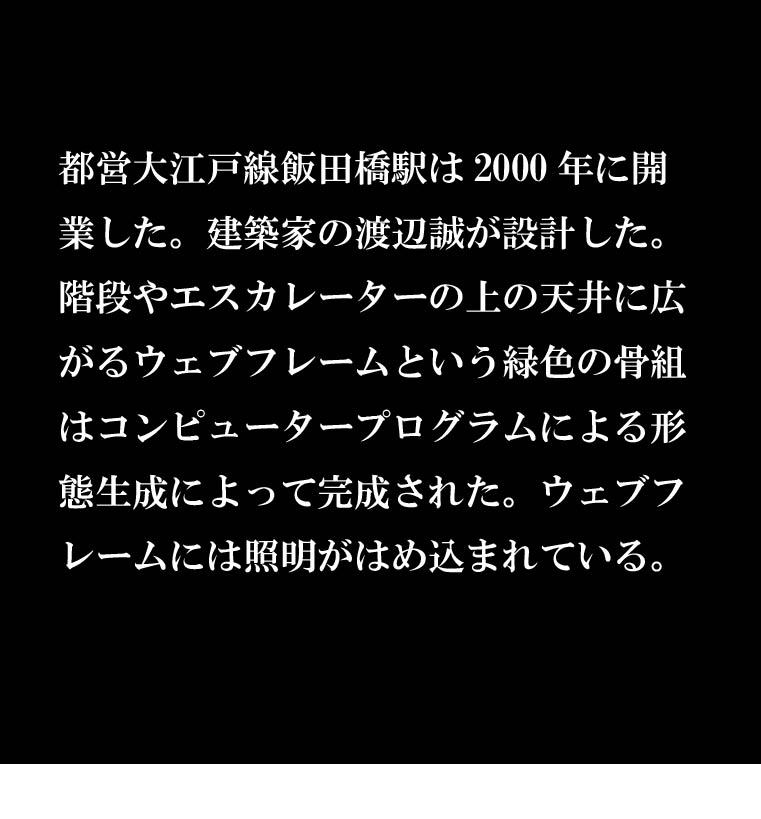 都営大江戸線飯田橋駅は2000年に開
業した。建築家の渡辺誠が設計した。
階段やエスカレーターの上の天井に広
がるウェブフレームという緑色の骨組
はコンピュータープログラムによる形
態生成によって完成された。ウェブフ
レームには照明がはめ込まれている。